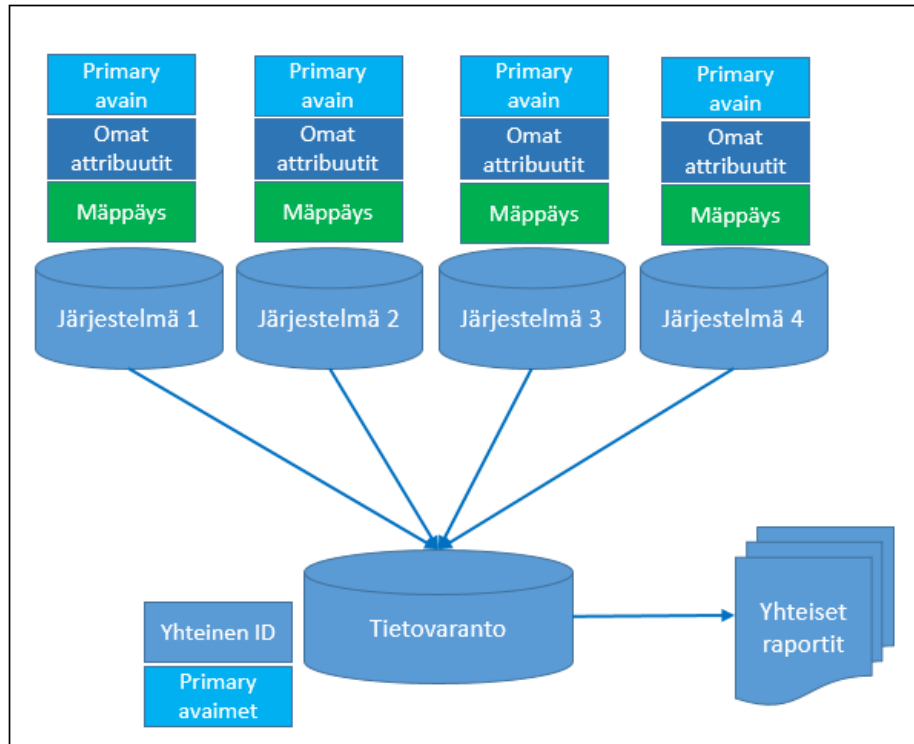 Primary
avain
Omat
attribuutit
Mäppäys
Järjestelmä 1
Primary
avain
Omat
attribuutit
Mäppäys
Järjestelmä 2
Primary
avain
Omat
attribuutit
Mäppäys
Järjestelmä 3
Primary
avain
Omat
attribuutit
Mäppäys
Järjestelmä 4
Yhteinen ID
Primary
avaimet
Tietovaranto
Yhteiset
raportit